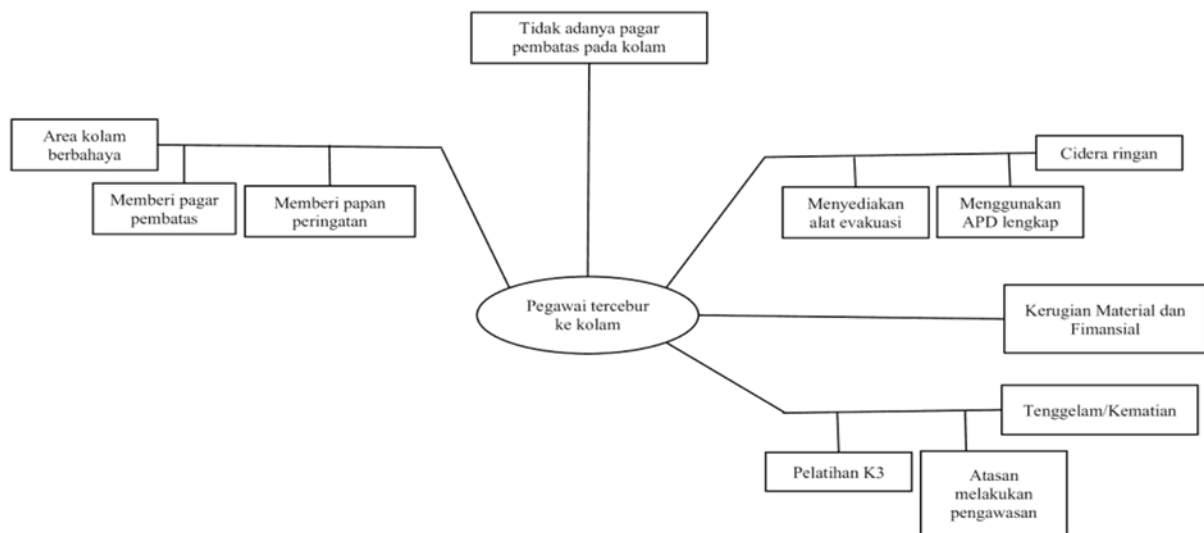 Tidak adanya pagar
pembatas pada kolam
Area kolam
berbahaya
Memberi pagar
pembatas
Memberi papan
peringatan
Cidera ringan
Menyediakan
alat evakuasi
Menggunakan
APD lengkap
Pegawai tercebur
ke kolam
Kerugian Material dan
Fimansial
Tenggelam/Kematian
Pelatihan K3
Atasan
melakukan
pengawasan